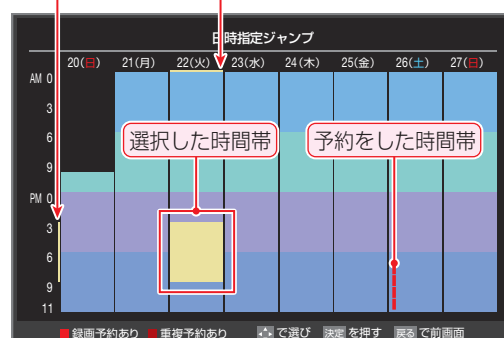 日時指定ジャンプ
20(日) 21(月) 22(火) 23(水) 24(木) 25(金) 26(土) 27(日)
AM 0
3
6
選択した時間帯 予約をした時間帯
9
PM 0
3
6
9
11
録画予約あり 重複予約あり で選び 決定 を押す 戻る で前画面